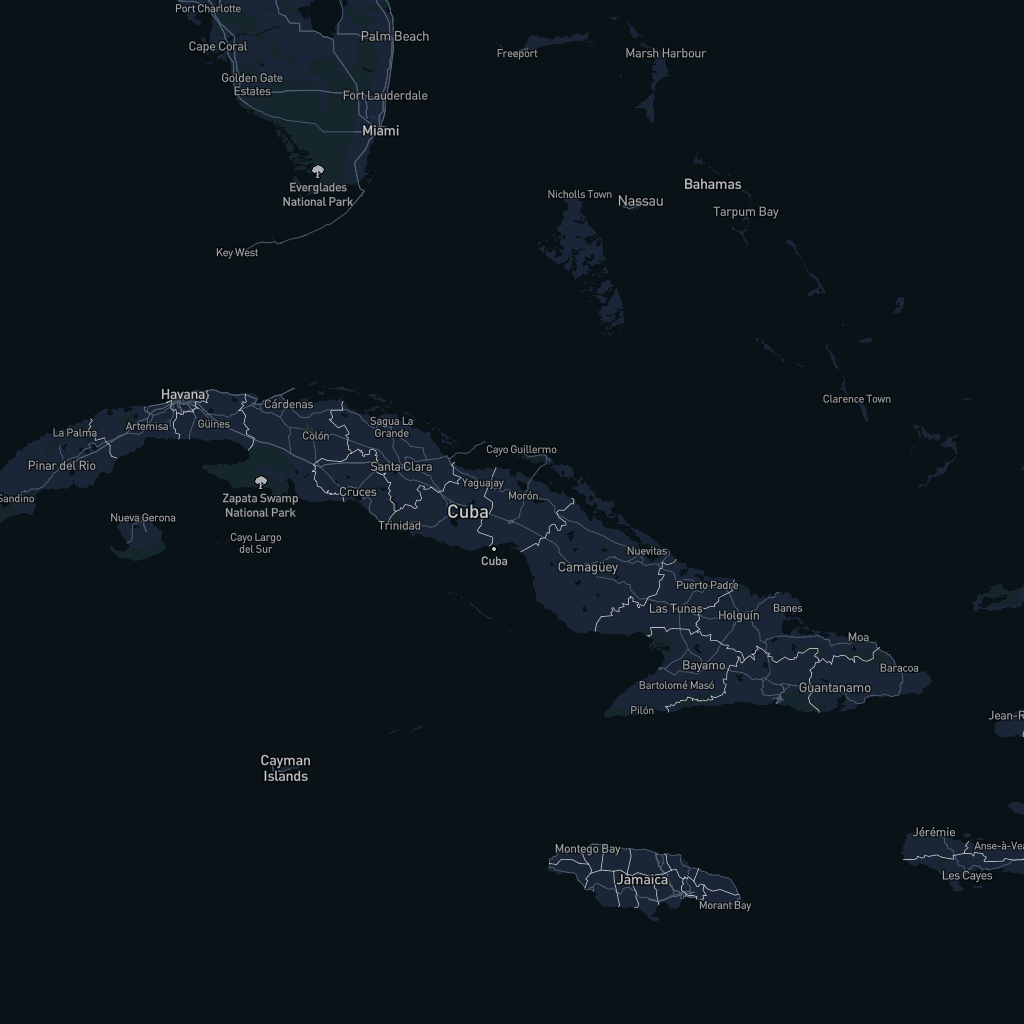 Port Charlotte
Palm Beach
Cape Coral
Freeport
Marsh Harbour
Golden Gate
Estates
Fort Lauderdale
Miami
Everglades
National Park
Bahamas
Nicholls Town
Nassau
Tarpum Bay
Key West
Havana
Clarence Town
Cárdenas
Artemisa
Güines
Sagua La
Grande
La Palma
Colón
Cayo Guillermo
Pinar del Rio
Santa Clara
Yaguajay
Cruces
Morón
Sandino
Zapata Swamp
National Park
Cuba
Nueva Gerona
Trinidad
Cayo Largo
del Sur
Cuba
Nuevitas
Camagüey
Puerto Padre
Las Tunas
Holguín
Banes
Moa
Bayamo
Baracoa
Bartolomé Masó
Guantanamo
Pilón
Jean-R
Cayman
Islands
Jérémie
Montego Bay
Anse-à-Vea
Jamaica
Les Cayes
Morant Bay